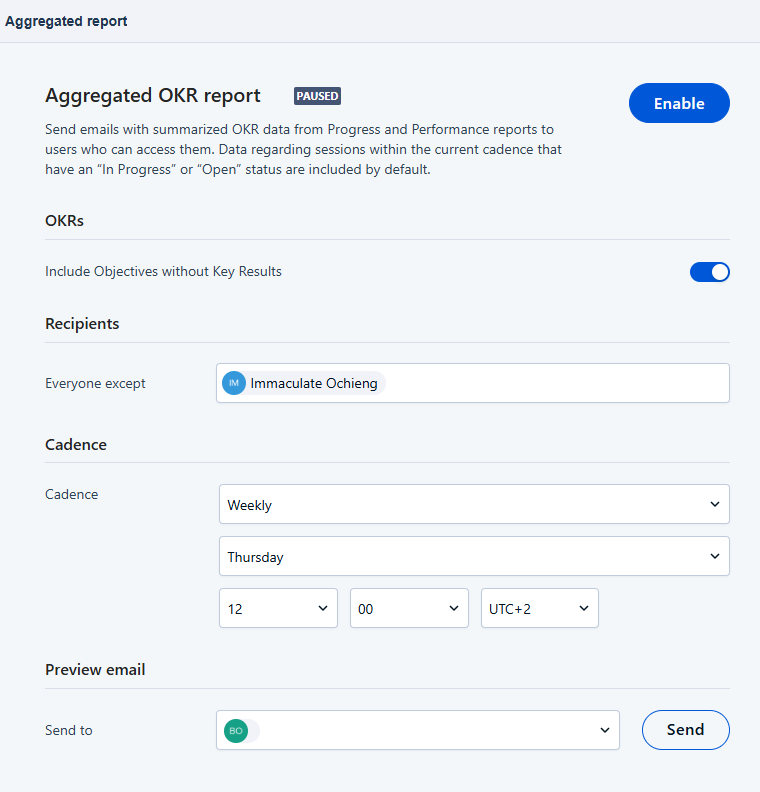 Aggregated report
Aggregated OKR report
PAUSED
Enable
Send emails with summarized OKR data from Progress and Performance reports to
users who can access them. Data regarding sessions within the current cadence that
have an “In Progress” or “Open” status are included by default.
OKRs
Include Objectives without Key Results
Recipients
Everyone except
IM Immaculate Ochieng
Cadence
Cadence
Weekly
Thursday
12
00
UTC+2
Preview email
Send to
BO
Send